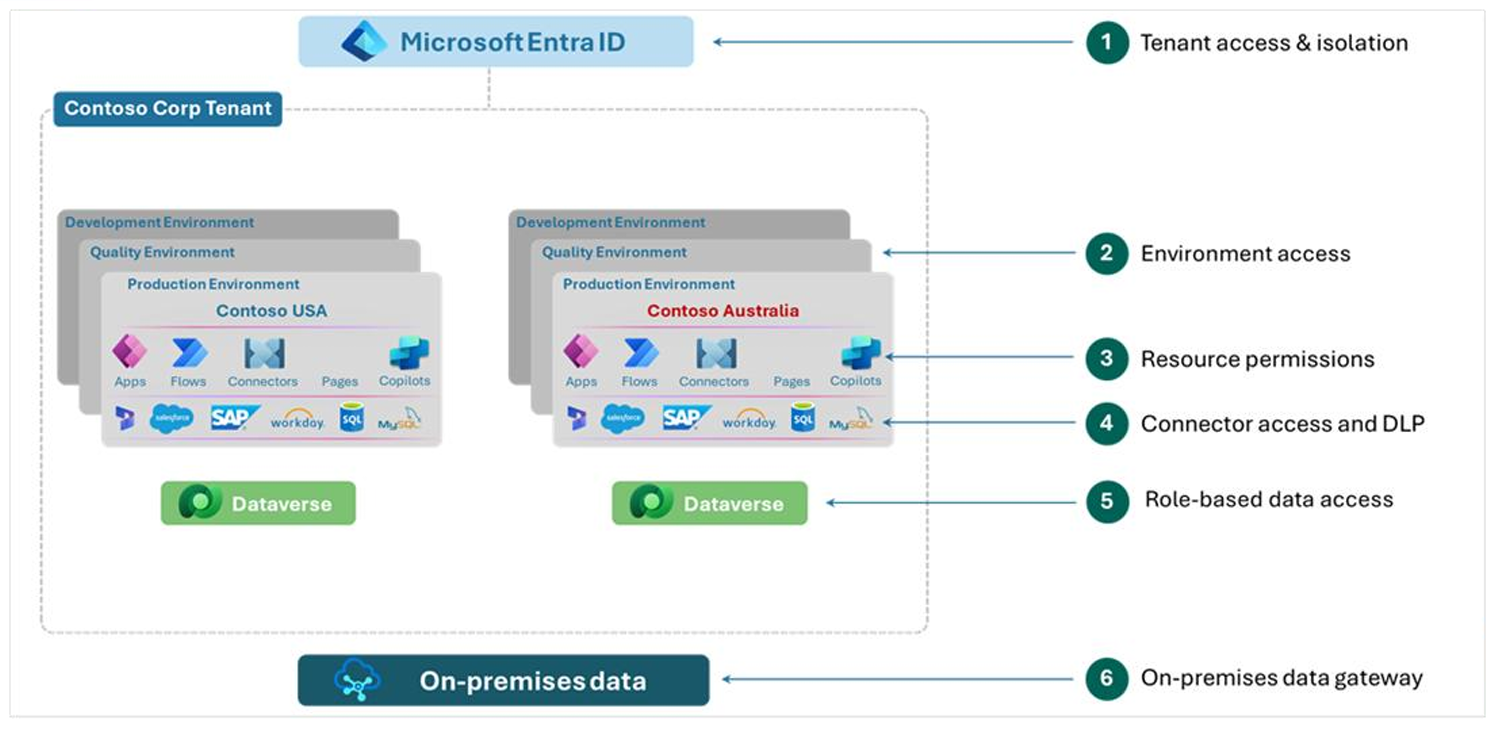 Microsoft Entra ID
1 Tenant access & isolation
Contoso Corp Tenant
Development Environment
Quality Environment
Production Environment
Contoso USA
Apps Flows Connectors Pages Copilots
salesforce SAP workday. SQL MySQL
Dataverse
Development Environment
Quality Environment
Production Environment
Contoso Australia
Apps Flows Connectors Pages Copilots
salesforce SAP workday. SQL MySQL
Dataverse
2 Environment access
3 Resource permissions
4 Connector access and DLP
5 Role-based data access
On-premises data
6 On-premises data gateway